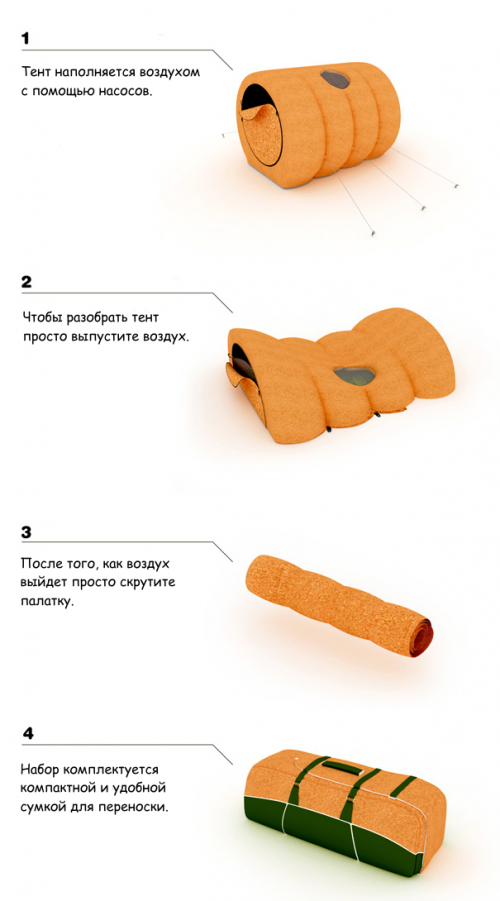 1
Тент наполняется воздухом
с помощью насосов.
2
Чтобы разобрать тент
просто выпустите воздух.
3
После того, как воздух
выйдет просто скрутите
палатку.
4
Набор комплектуется
компактной и удобной
сумкой для переноски.